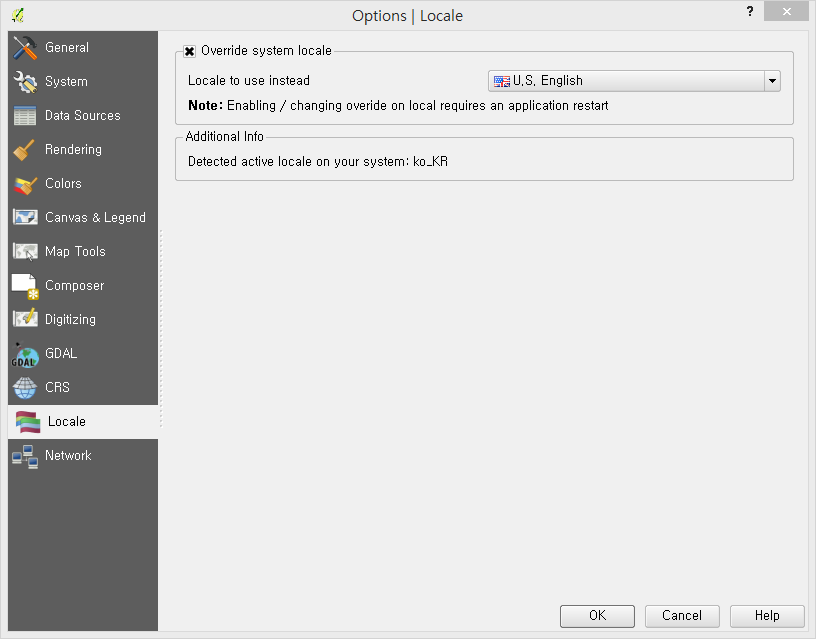 Options | Locale
?
General
System
Data Sources
Rendering
Colors
Canvas & Legend
Map Tools
Composer
Digitizing
GDAL
GDAL
CRS
Locale
Network
Override system locale
Locale to use instead
U.S. English
Note: Enabling / changing overide on local requires an application restart
Additional Info
Detected active locale on your system: ko_KR
OK
Cancel
Help